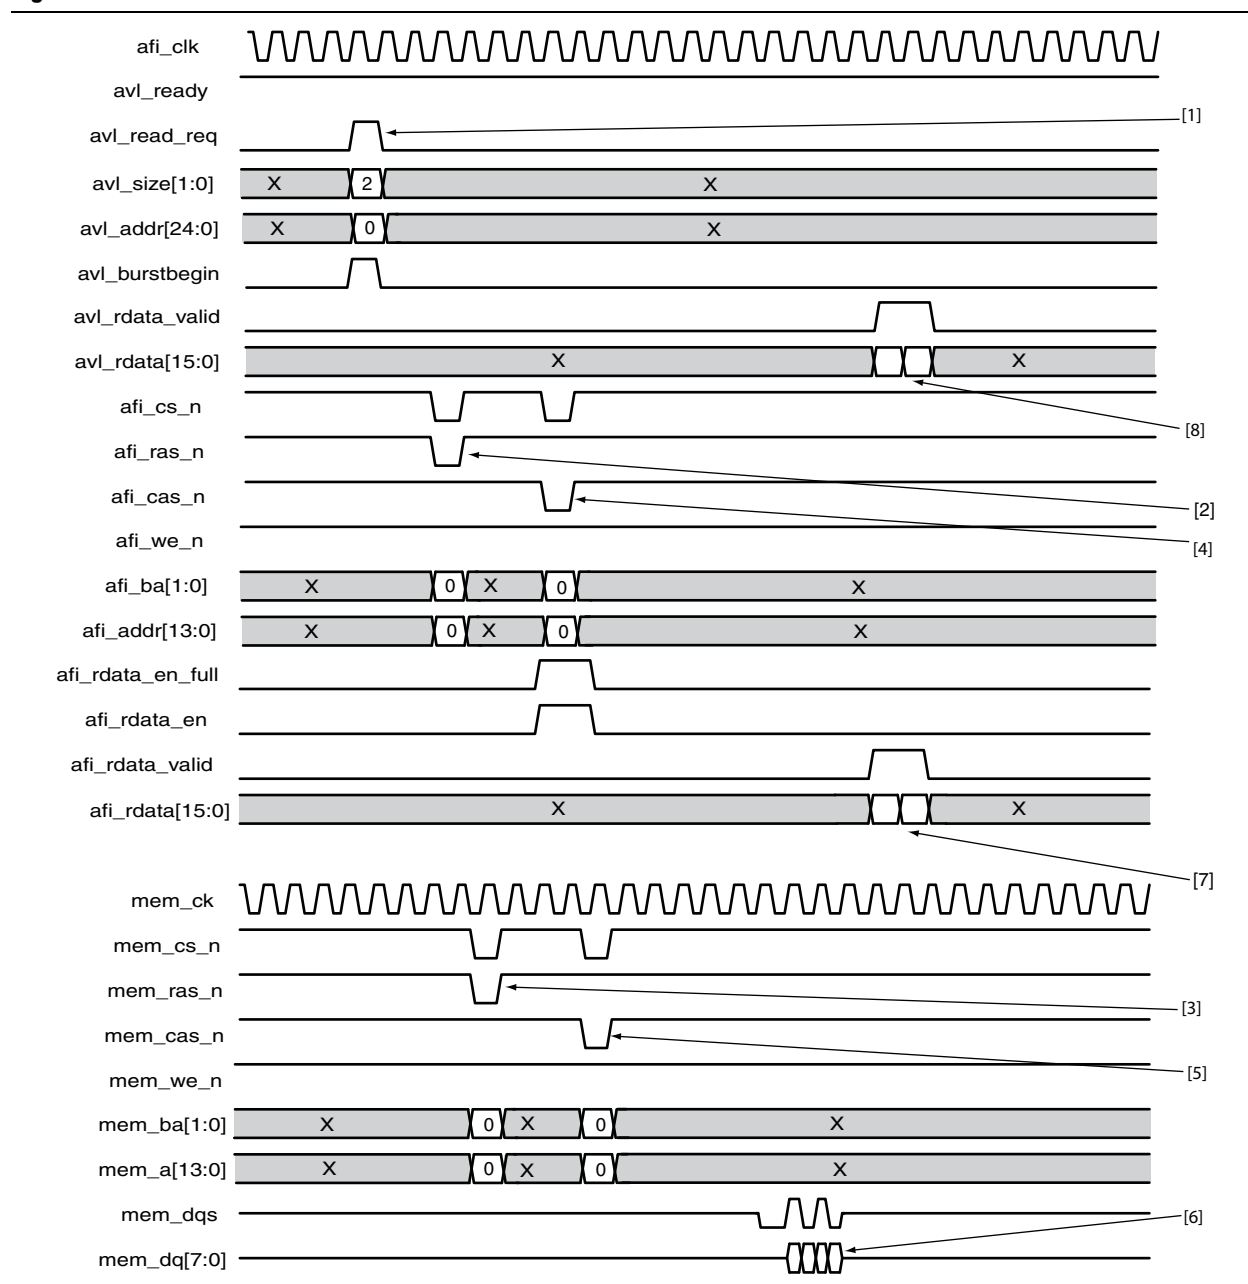 afi_clk
avl_ready
[1]
avl_read_req
avl_size[1:0] X 2 X
avl_addr[24:0] X 0 X
avl_burstbegin
avl_rdata_valid
avl_rdata[15:0] X X
afi_cs_n
[8]
afi_ras_n
afi_cas_n
[2]
afi_we_n
[4]
afi_ba[1:0] X 0 X 0 X
afi_addr[13:0] X 0 X 0 X
afi_rdata_en_full
afi_rdata_en
afi_rdata_valid
afi_rdata[15:0] X X
[7]
mem_ck
mem_cs_n
mem_ras_n
[3]
mem_cas_n
[5]
mem_we_n
mem_ba[1:0] X 0 X 0 X
mem_a[13:0] X 0 X 0 X
mem_dqs
[6]
mem_dq[7:0]